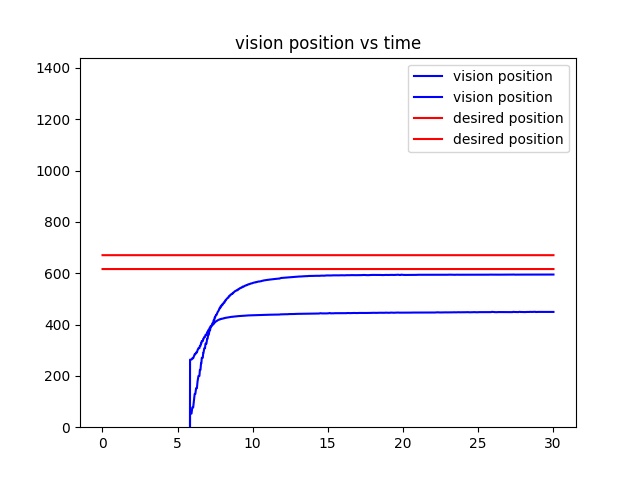 vision position vs time
1400
1200
1000
800
600
400
200
0
vision position
vision position
desired position
desired position
0 5 10 15 20 25 30